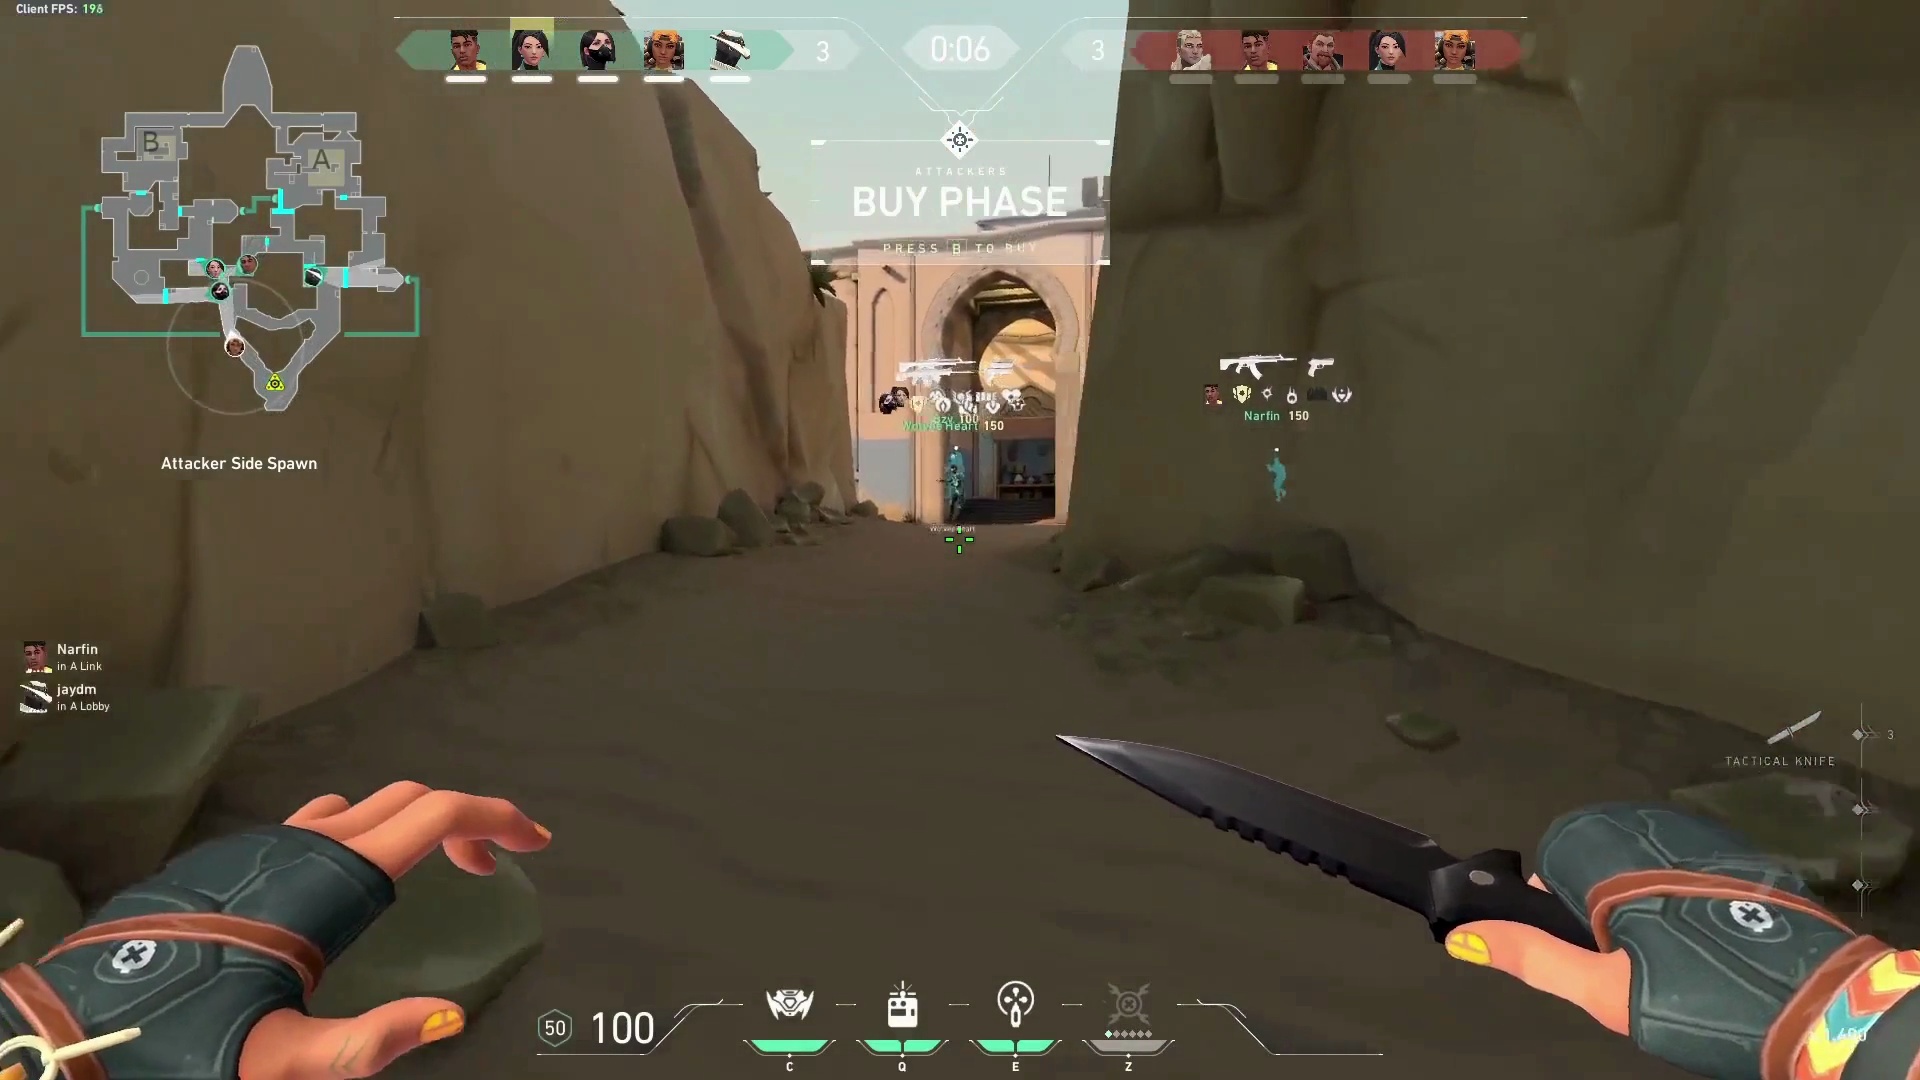 Client FPS: 196
3
0:06
3
B
A
ATTACKERS
BUY PHASE
PRESS B TO BUY
Attacker Side Spawn
Heart 150
Narfin 150
Narfin
in A Link
jaydm
in A Lobby
3
TACTICAL KNIFE
50
100
C
Q
E
Z